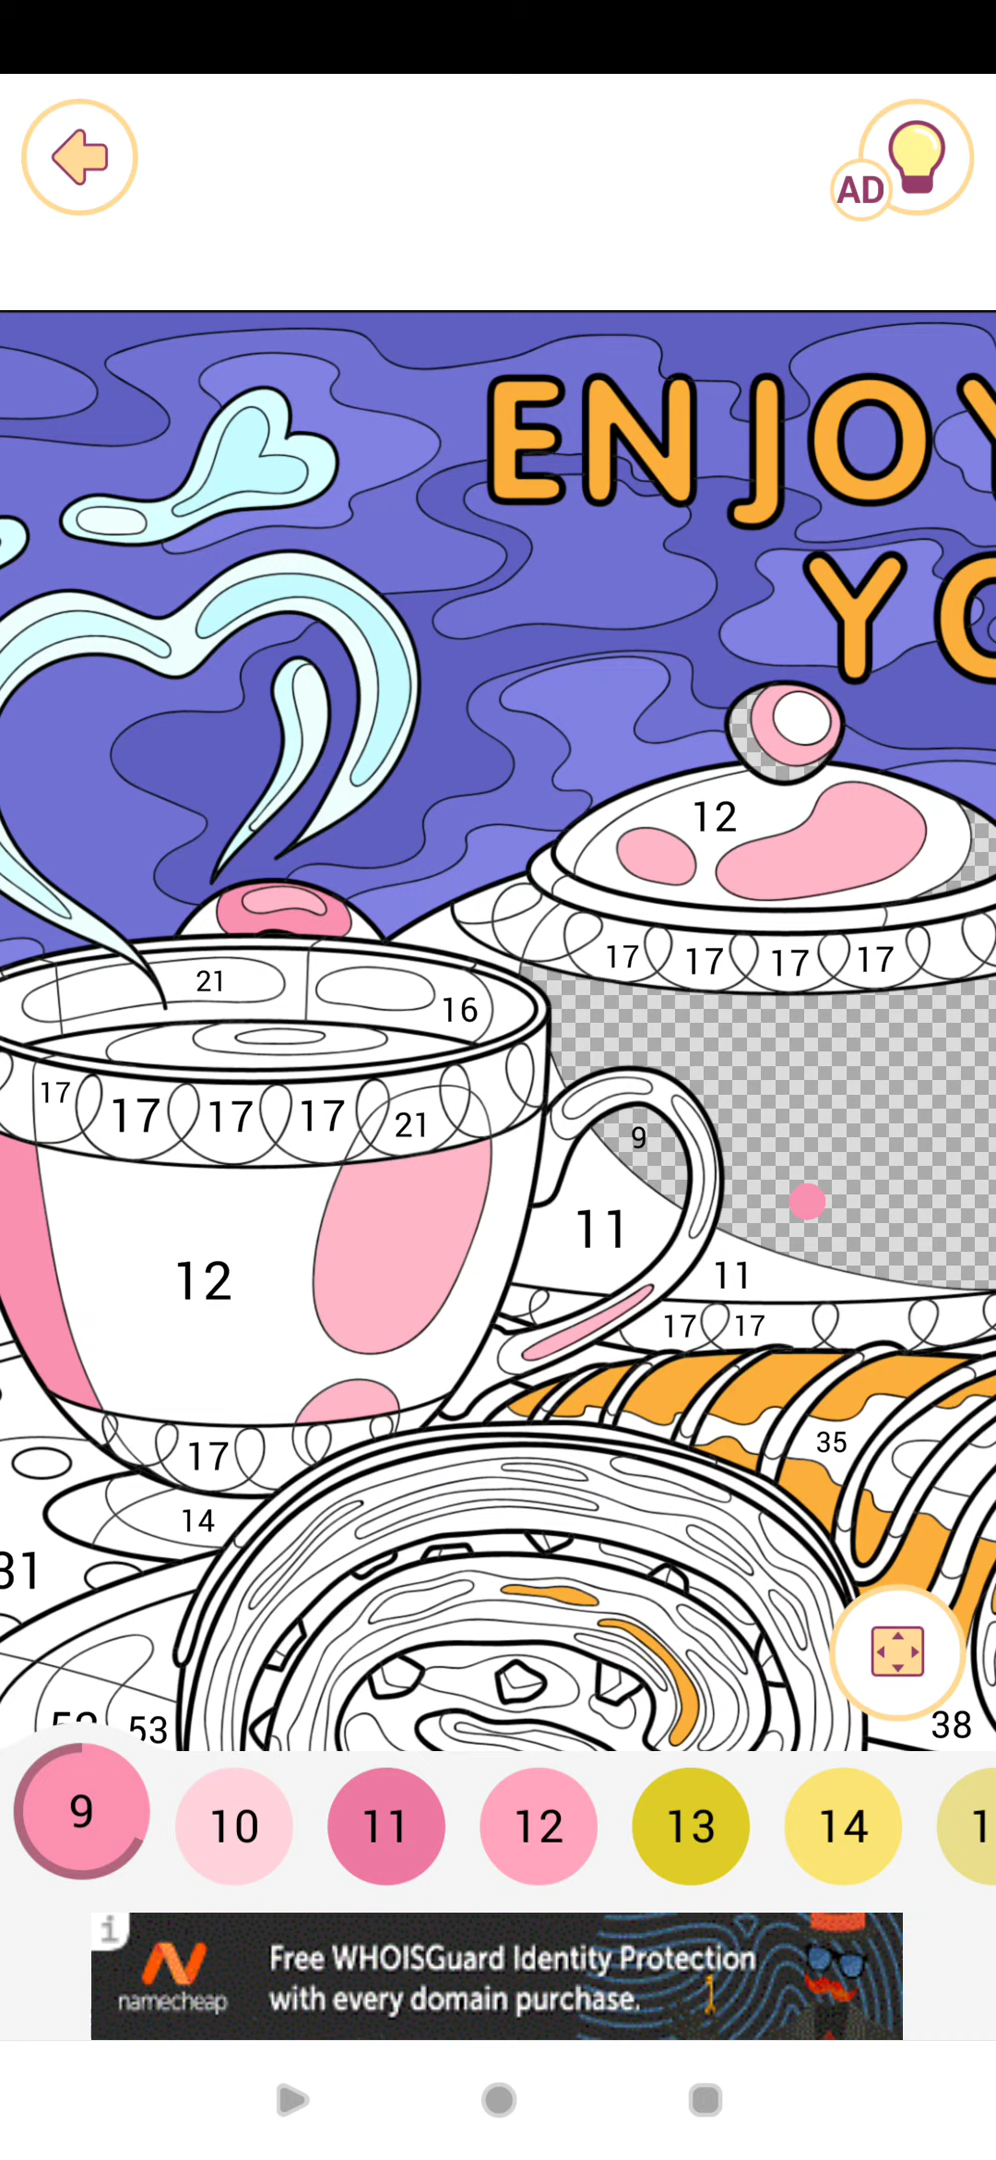 AD
ENJOY
YO
12
17 17 17 17
21
16
17 17 17 17 21
9
11
12
11
17 17
35
17
14
31
53
38
9 10 11 12 13 14 1
i
Free WHOISGuard Identity Protection
with every domain purchase.
namecheap